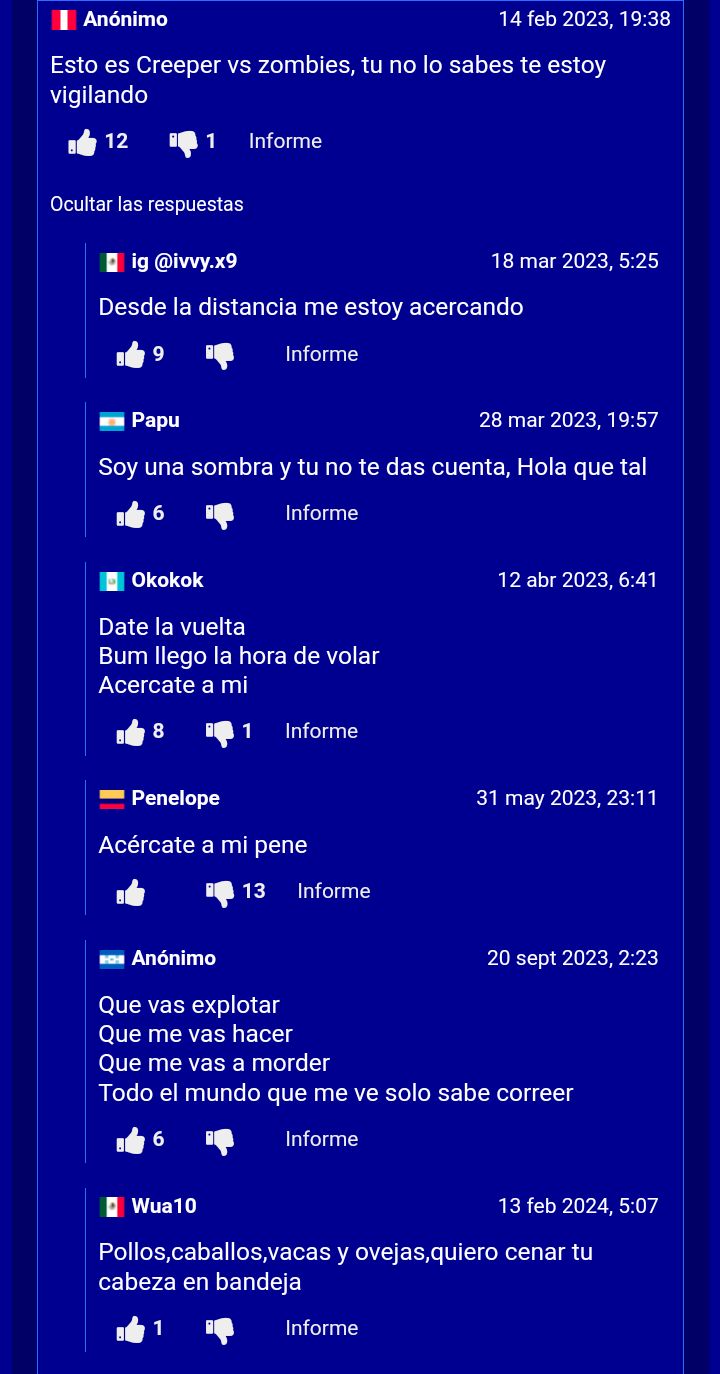 Anónimo 14 feb 2023, 19:38
Esto es Creeper vs zombies, tu no lo sabes te estoy
vigilando
12 1 Informe
Ocultar las respuestas
ig @ivvy.x9 18 mar 2023, 5:25
Desde la distancia me estoy acercando
9 Informe
Papu 28 mar 2023, 19:57
Soy una sombra y tu no te das cuenta, Hola que tal
6 Informe
Okokok 12 abr 2023, 6:41
Date la vuelta
Bum llego la hora de volar
Acercate a mi
8 1 Informe
Penelope 31 may 2023, 23:11
Acércate a mi pene
13 Informe
Anónimo 20 sept 2023, 2:23
Que vas explotar
Que me vas hacer
Que me vas a morder
Todo el mundo que me ve solo sabe correer
6 Informe
Wua10 13 feb 2024, 5:07
Pollos,caballos,vacas y ovejas,quiero cenar tu
cabeza en bandeja
1 Informe